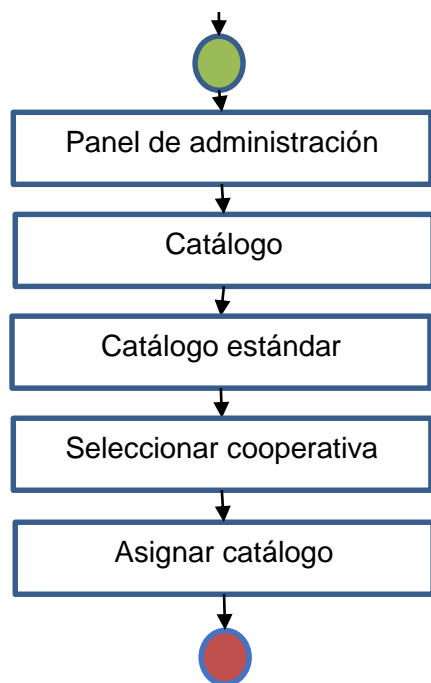 Panel de administración
Catálogo
Catálogo estándar
Seleccionar cooperativa
Asignar catálogo